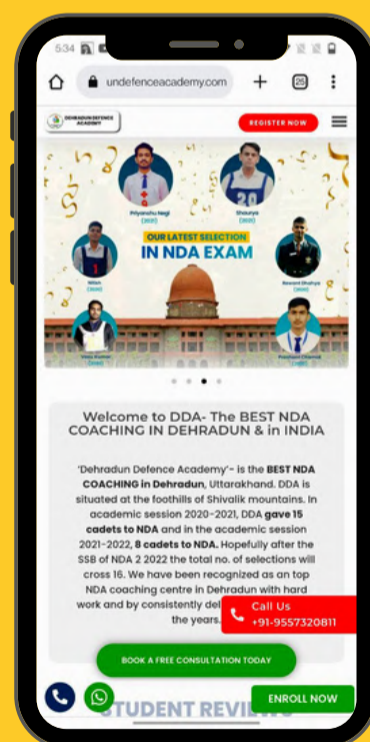 5:34
undefenceacademy.com
25
DEHRADUN DEFENCE
ACADEMY
REGISTER NOW
Priyanshu Negi
(2021)
Shaurya
20
OUR LATEST SELECTION
IN NDA EXAM
1
Nitin
Rawant Dhahya
Prashant Chamoli
Welcome to DDA- The BEST NDA
COACHING IN DEHRADUN & in INDIA
'Dehradun Defence Academy'- is the BEST NDA
COACHING in Dehradun, Uttarakhand. DDA is
situated at the foothills of Shivalik mountains. In
academic session 2020-2021, DDA gave 15
cadets to NDA and in the academic session
2021-2022, 8 cadets to NDA. Hopefully after the
SSB of NDA 2 2022 the total no. of selections will
cross 16. We have been recognized as an top
NDA coaching centre in Dehradun with hard
work and by consistently del
the years.
Call Us
+91-9557320811
BOOK A FREE CONSULTATION TODAY
ENROLL NOW
STUDENT REVIEWS